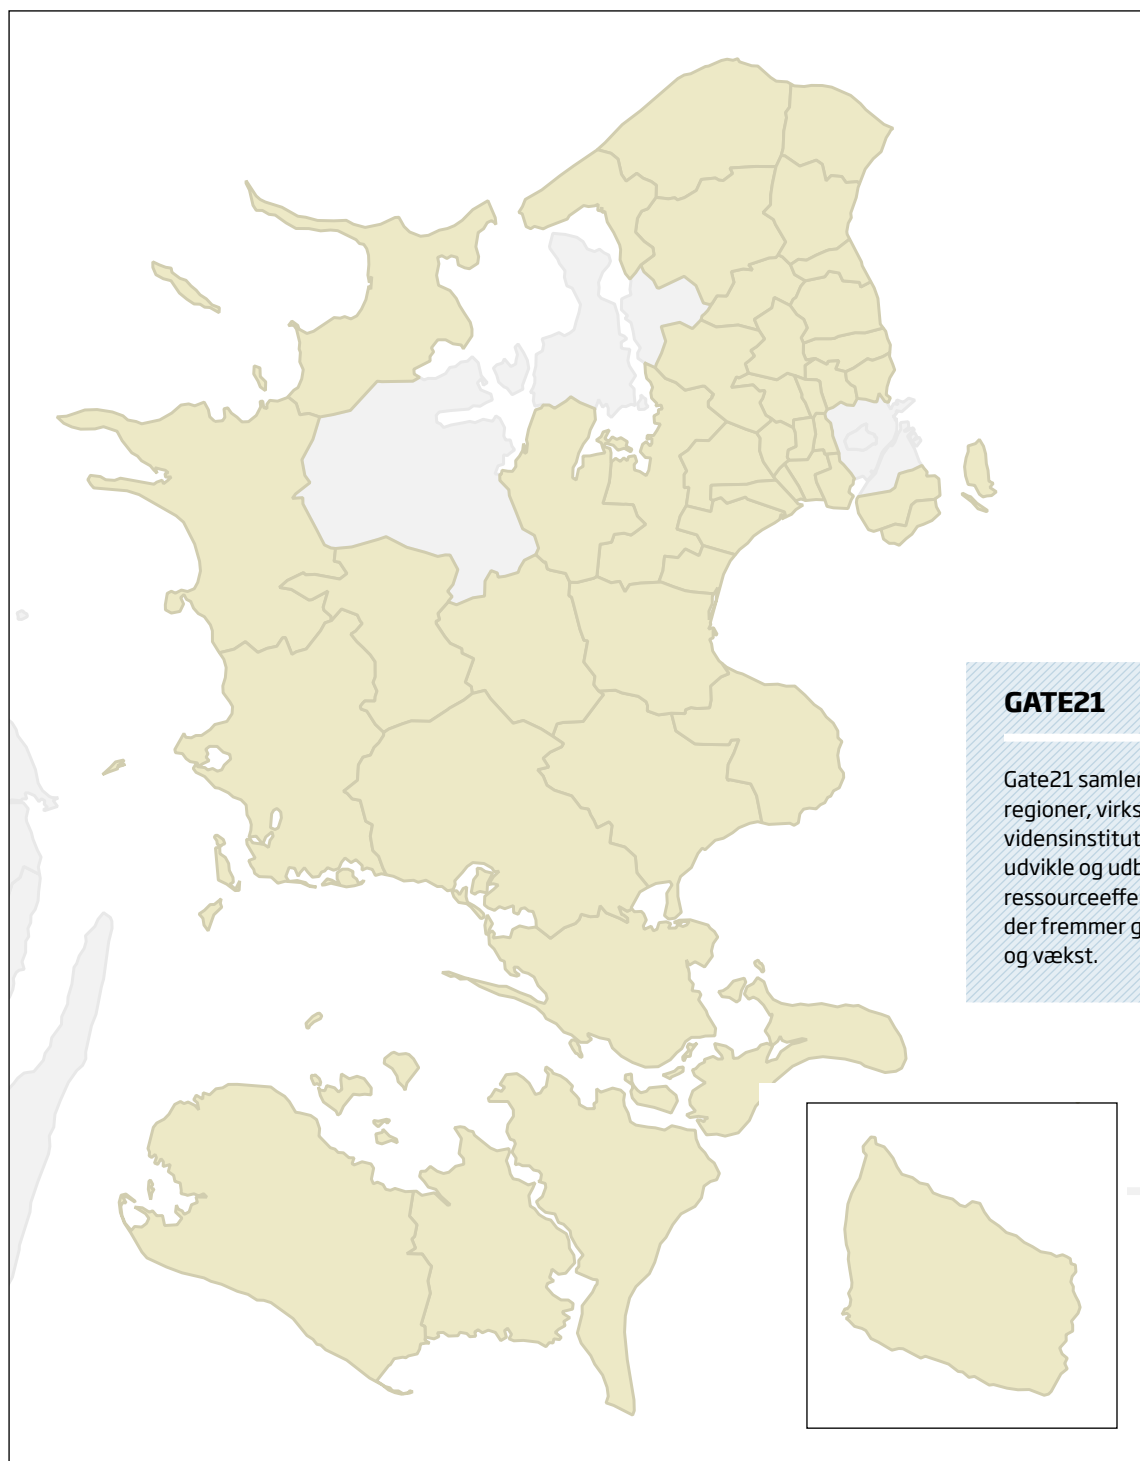 GATE21
Gate21 samler
regioner, virks
vidensinstitut
udvikle og udb
ressourceeffe
der fremmer g
og vækst.